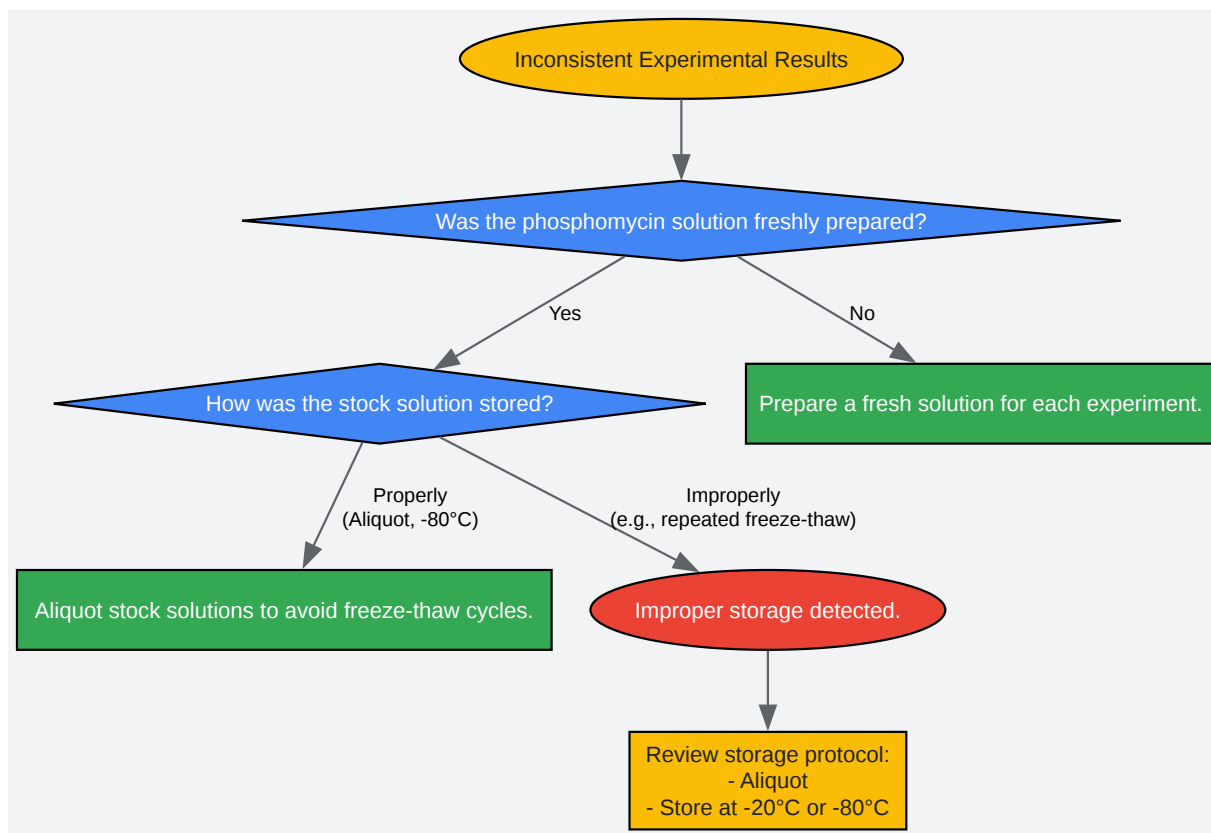 Inconsistent Experimental Results
Was the phosphomycin solution freshly prepared?
Yes
No
How was the stock solution stored?
Prepare a fresh solution for each experiment.
Properly
(Aliquot, -80°C)
Improperly
(e.g., repeated freeze-thaw)
Aliquot stock solutions to avoid freeze-thaw cycles.
Improper storage detected.
Review storage protocol:
- Aliquot
- Store at -20°C or -80°C